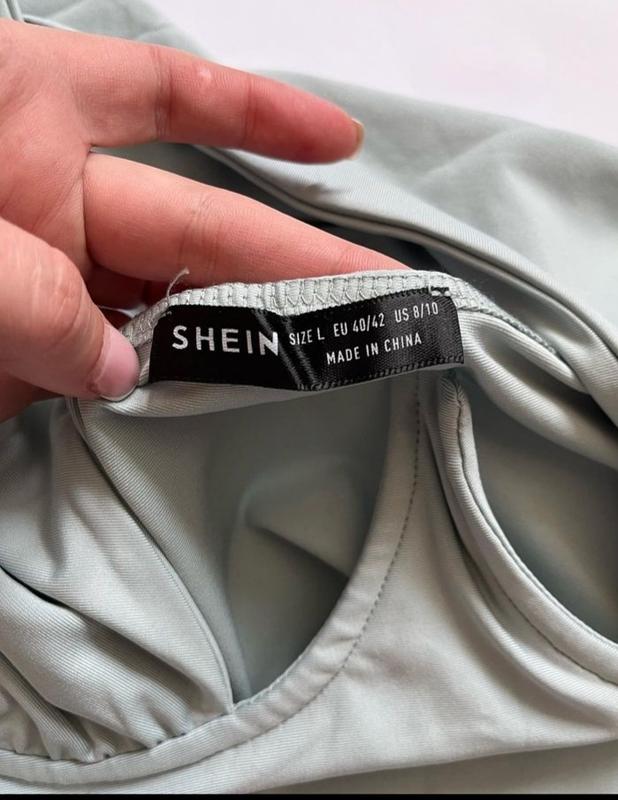 SHEIN
SIZE L EU 40/42 US 8/10
MADE IN CHINA